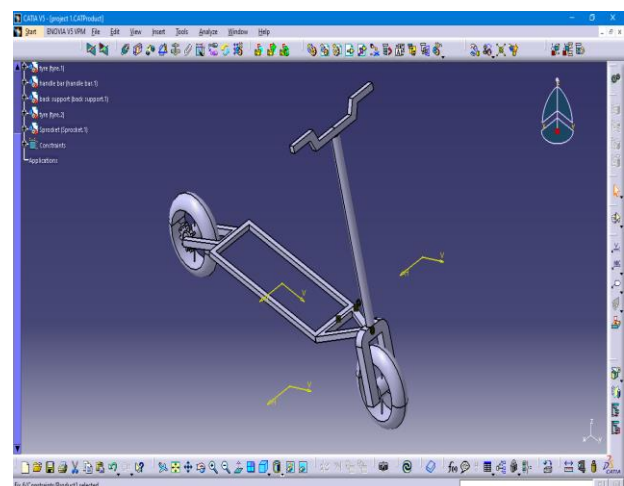 CATIA V5 - [project 1.CATProduct]
Start ENOVIA V5 VPM File Edit View Insert Tools Analyze Window Help
tyre (tyre.1)
handle bar (handle bar.1)
back support (back support.1)
tyre (tyre.2)
Sprocket (Sprocket.1)
Constraints
Applications
CATIA